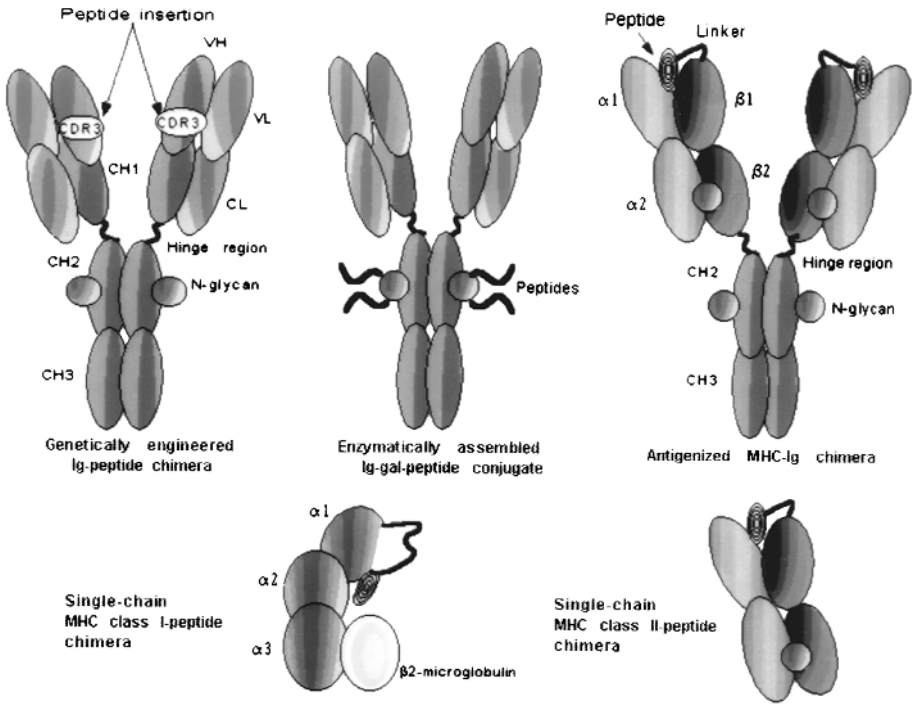 Peptide insertion
VH
CDR3
CDR3
VL
CH1
CL
Hinge region
CH2
N-glycan
CH3
Genetically engineered
Ig-peptide chimera
Peptides
Enzymatically assembled
Ig-gal-peptide conjugate
Peptide
Linker
α1
β1
β2
α2
Hinge region
CH2
N-glycan
CH3
Antigenized MHC-Ig chimera
α1
α2
α3
Single-chain
MHC class I-peptide
chimera
β2-microglobulin
Single-chain
MHC class II-peptide
chimera